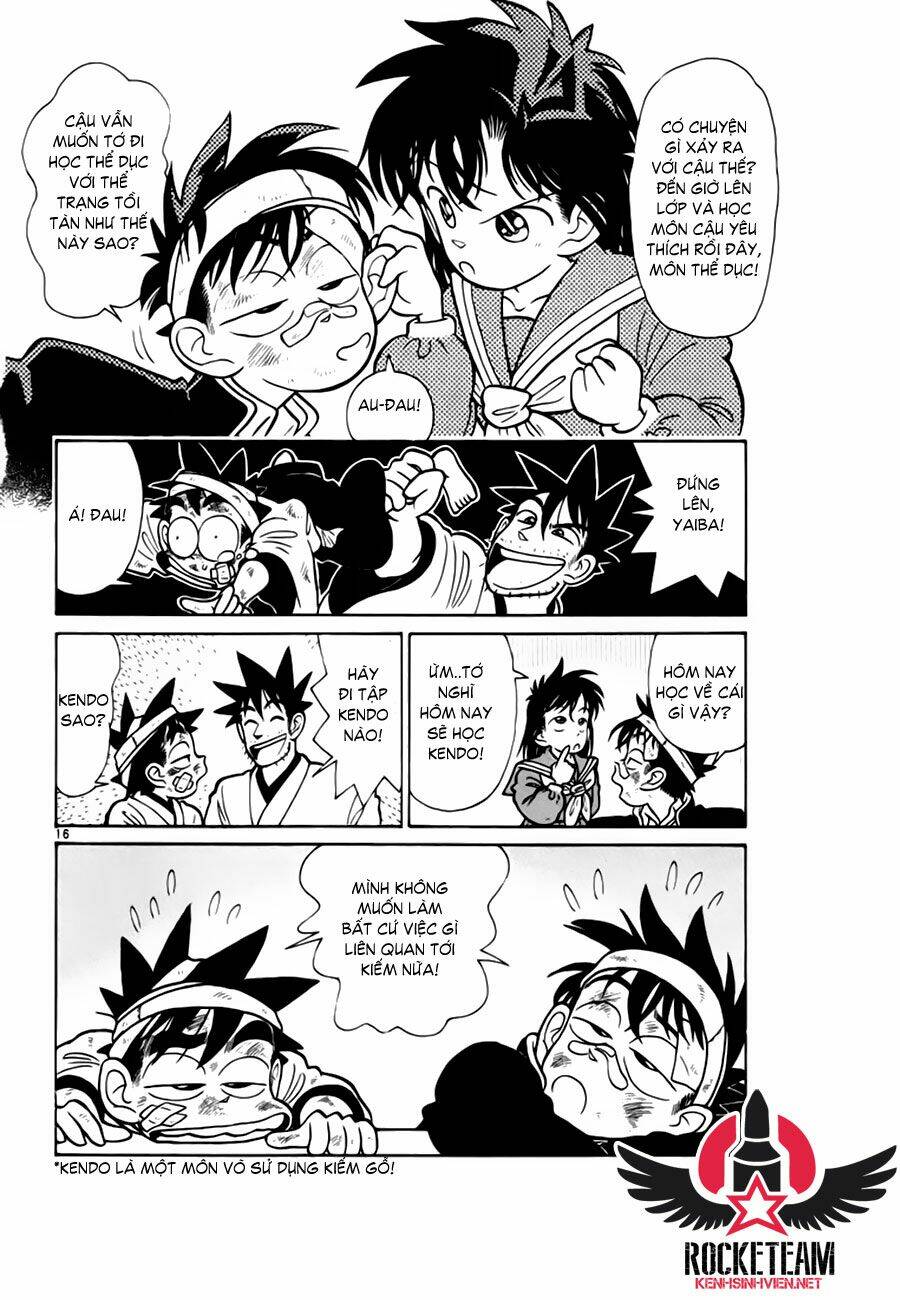 CÓ CHUYỆN
GÌ XẢY RA
VỚI CẬU THẾ?
ĐẾN GIỜ LÊN
LỚP VÀ HỌC
MÔN CẬU YÊU
THÍCH RỒI ĐẤY,
MÔN THỂ DỤC!
CẬU VẪN
MUỐN TỚ ĐI
HỌC THỂ DỤC
VỚI THỂ
TRẠNG TỒI
TÀN NHƯ THẾ
NÀY SAO?
AU-ĐAU!
ĐỨNG
LÊN,
YAIBA!
Á! ĐAU!
HÔM NAY
HỌC VỀ CÁI
GÌ VẬY?
ỪM..TỚ
NGHĨ
HÔM NAY
SẼ HỌC
KENDO!
HÃY
ĐI TẬP
KENDO
NÀO!
KENDO
SAO?
16
MÌNH KHÔNG
MUỐN LÀM
BẤT CỨ VIỆC GÌ
LIÊN QUAN TỚI
KIẾM NỮA!
*KENDO LÀ MỘT MÔN VÕ SỬ DỤNG KIẾM GỖ!
ROCKETEAM
KENHSINHVIEN.NET